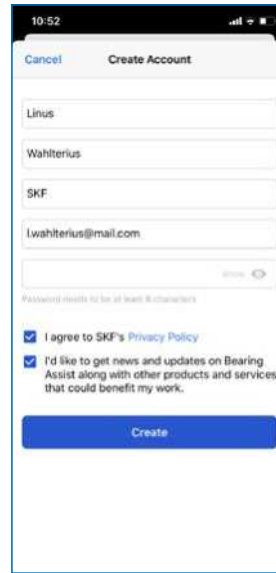 10:52
Cancel Create Account
Linus
Wahlterius
SKF
l.wahlterius@mail.com
Password needs to be at least 8 characters
I agree to SKF's Privacy Policy
I'd like to get news and updates on Bearing
Assist along with other products and services
that could benefit my work.
Create